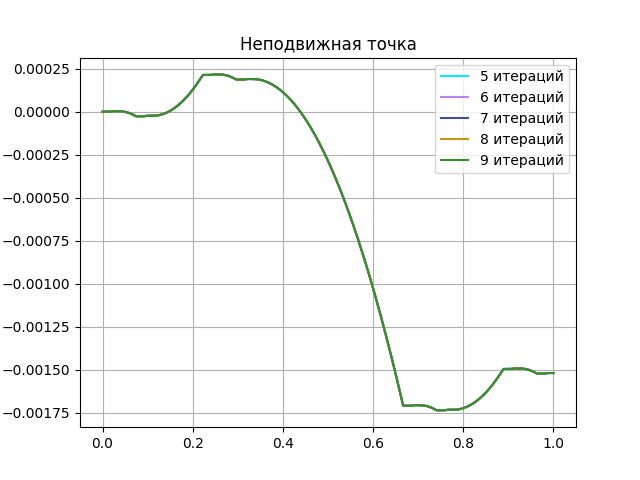 Неподвижная точка
0.00025
0.00000
−0.00025
−0.00050
−0.00075
−0.00100
−0.00125
−0.00150
−0.00175
5 итераций
6 итераций
7 итераций
8 итераций
9 итераций
0.0 0.2 0.4 0.6 0.8 1.0